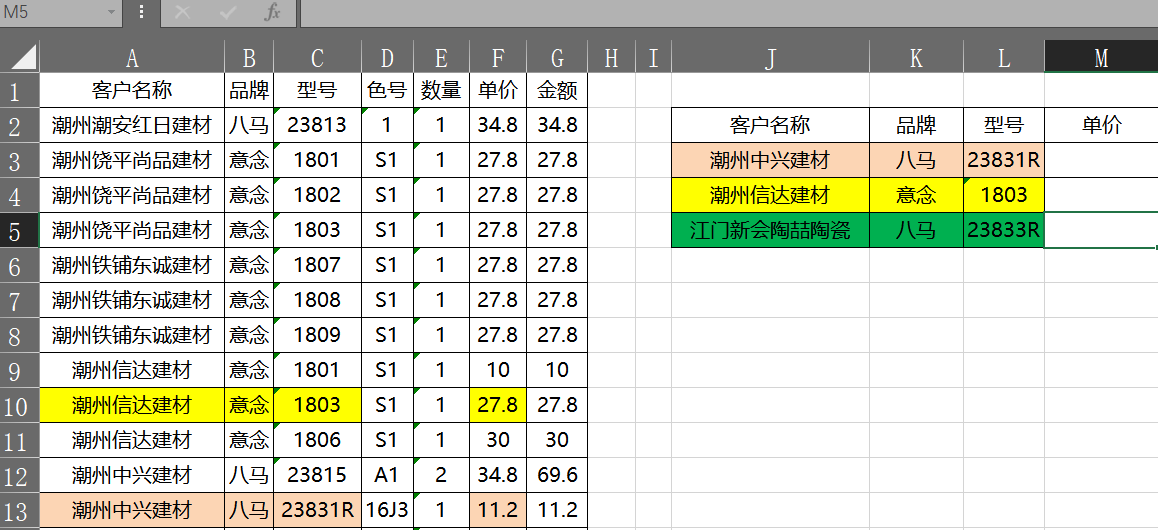 M5 fx
A B C D E F G H I J K L M
1 客户名称 品牌 型号 色号 数量 单价 金额
2 潮州潮安红日建材 八马 23813 1 1 34.8 34.8 客户名称 品牌 型号 单价
3 潮州饶平尚品建材 意念 1801 S1 1 27.8 27.8 潮州中兴建材 八马 23831R
4 潮州饶平尚品建材 意念 1802 S1 1 27.8 27.8 潮州信达建材 意念 1803
5 潮州饶平尚品建材 意念 1803 S1 1 27.8 27.8 江门新会陶喆陶瓷 八马 23833R
6 潮州铁铺东诚建材 意念 1807 S1 1 27.8 27.8
7 潮州铁铺东诚建材 意念 1808 S1 1 27.8 27.8
8 潮州铁铺东诚建材 意念 1809 S1 1 27.8 27.8
9 潮州信达建材 意念 1801 S1 1 10 10
10 潮州信达建材 意念 1803 S1 1 27.8 27.8
11 潮州信达建材 意念 1806 S1 1 30 30
12 潮州中兴建材 八马 23815 A1 2 34.8 69.6
13 潮州中兴建材 八马 23831R 16J3 1 11.2 11.2